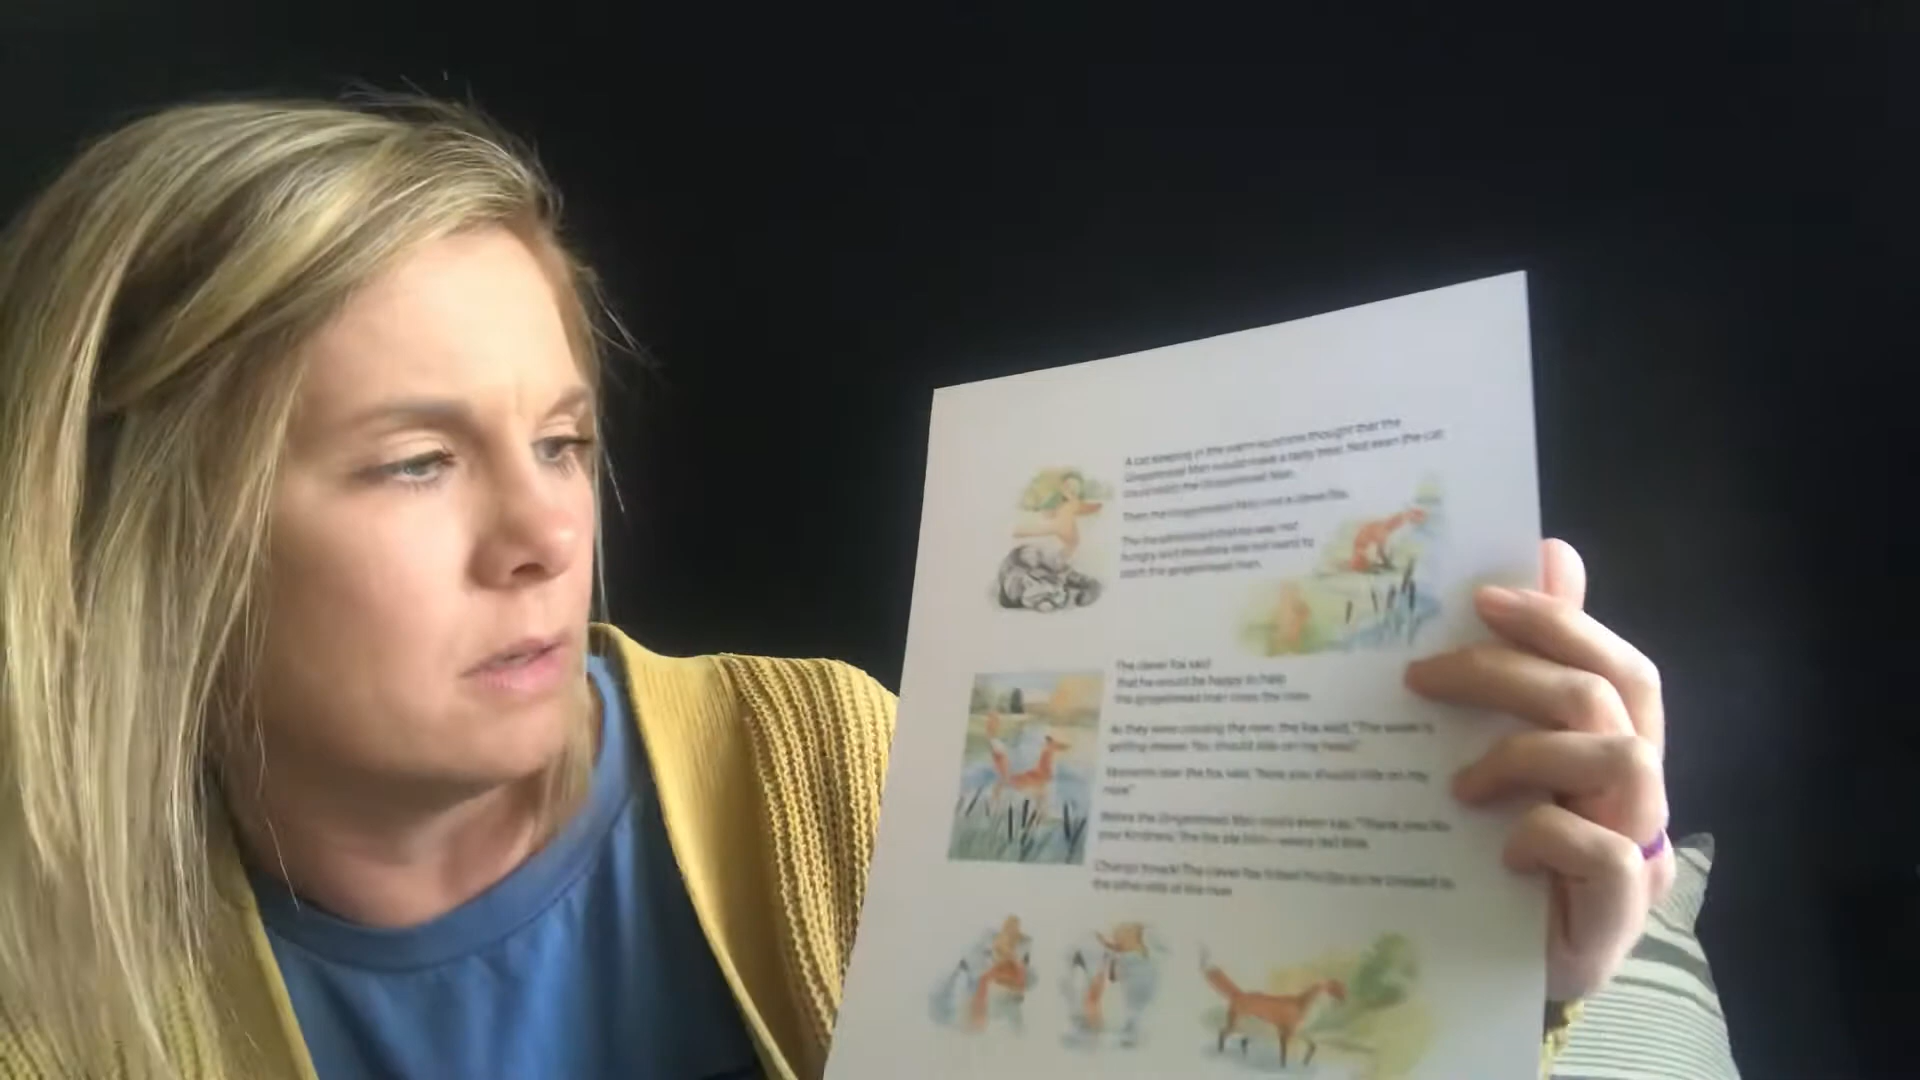 A cat sleeping in the warm sunshine thought that the
Gingerbread Man would make a tasty treat. Not even the cat
could catch the Gingerbread Man.
Then the Gingerbread Man met a clever fox.
The fox that he was not
hungry and therefore did not want to
catch the gingerbread man.
The clever fox said
that he would be happy to help
the gingerbread man cross the river.
As they were crossing the river, the fox said, "The water is
getting deeper. You should ride on my head."
Moments later the fox said, "Now you should ride on my
nose."
Before the Gingerbread Man could even say, "Thank you for
your kindness," the fox ate him—every last bite.
Chomp! Smack! The clever fox licked his lips as he crossed to
the other side of the river.